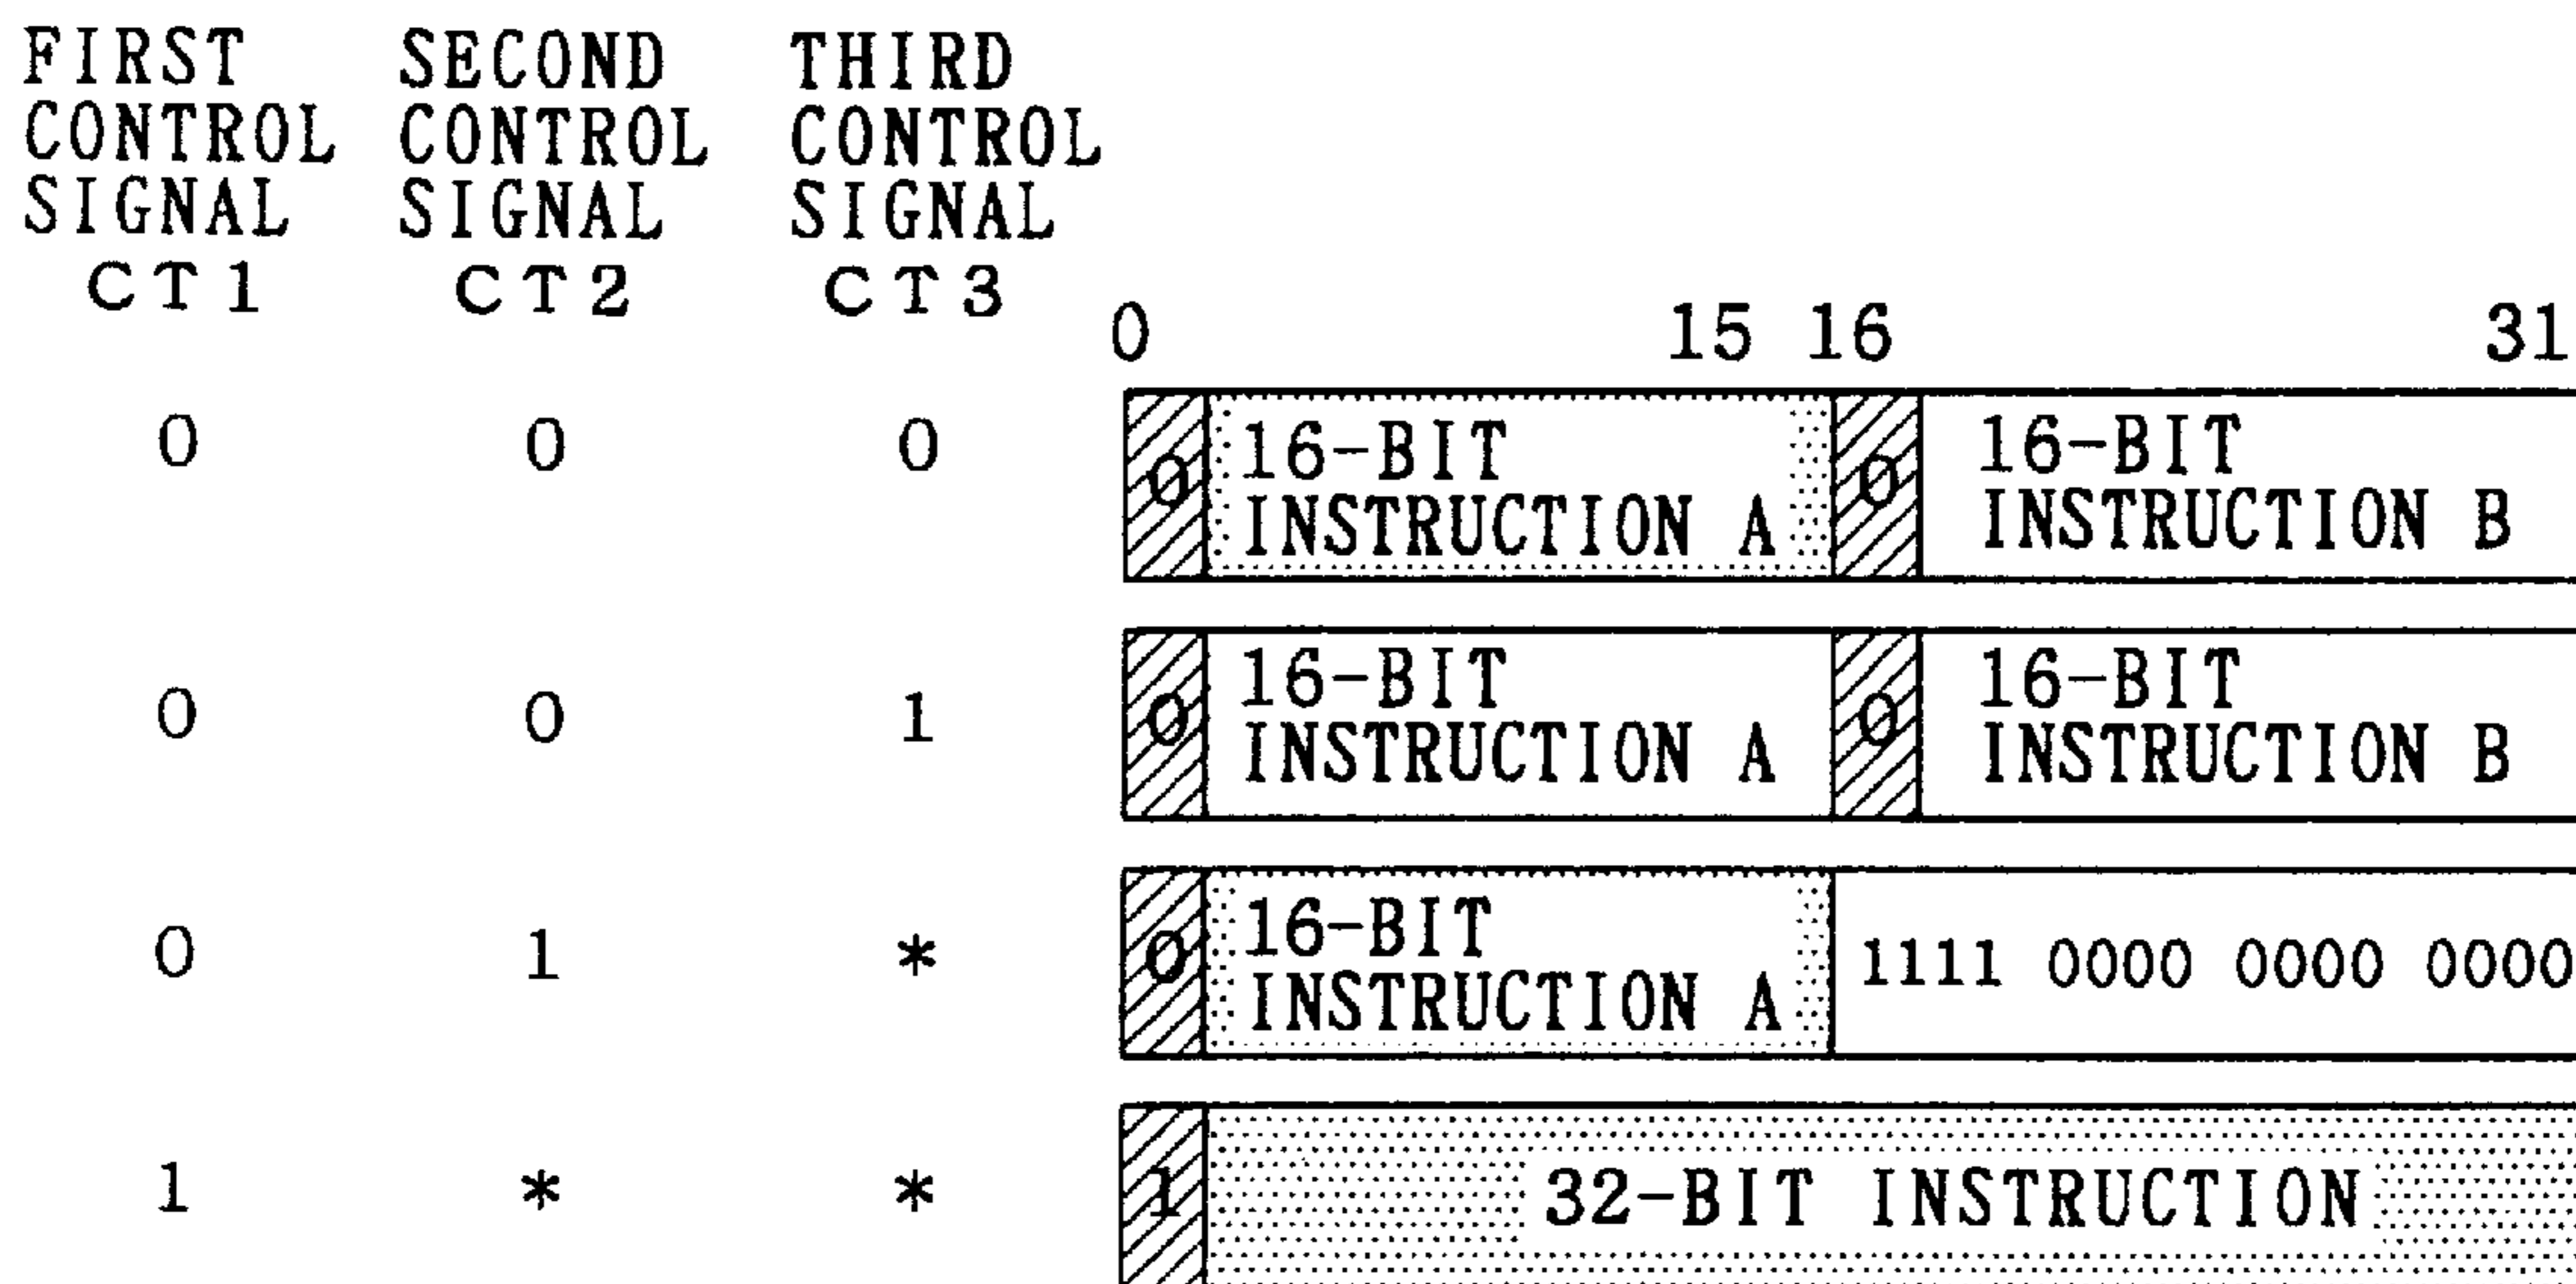 FIRST SECOND THIRD
CONTROL CONTROL CONTROL
SIGNAL SIGNAL SIGNAL
CT1 CT2 CT3
0 15 16 31
0 0 0 0 16-BIT INSTRUCTION A 0 16-BIT INSTRUCTION B
0 0 1 0 16-BIT INSTRUCTION A 0 16-BIT INSTRUCTION B
0 1 * 0 16-BIT INSTRUCTION A 1111 0000 0000 0000
1 * * 1 32-BIT INSTRUCTION